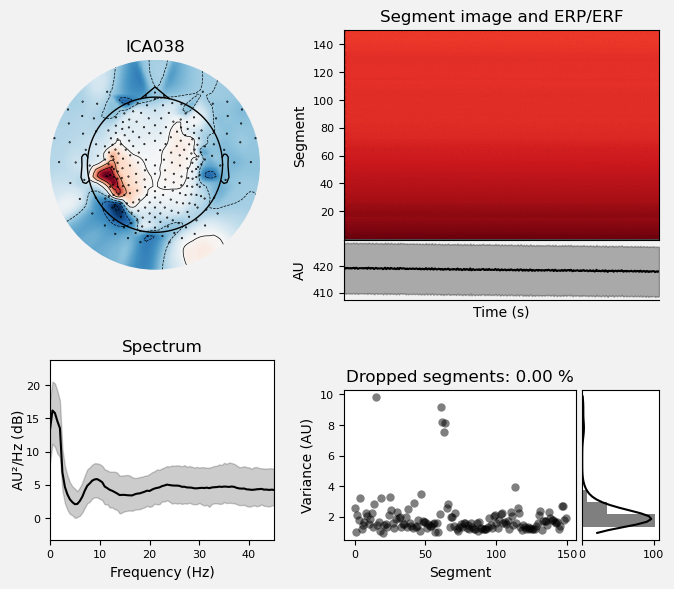 ICA038
Segment image and ERP/ERF
Segment
140
120
100
80
60
40
20
AU
420
410
Time (s)
Spectrum
AU²/Hz (dB)
20
15
10
5
0
0 10 20 30 40
Frequency (Hz)
Dropped segments: 0.00 %
Variance (AU)
10
8
6
4
2
0 50 100 150
Segment
0 100